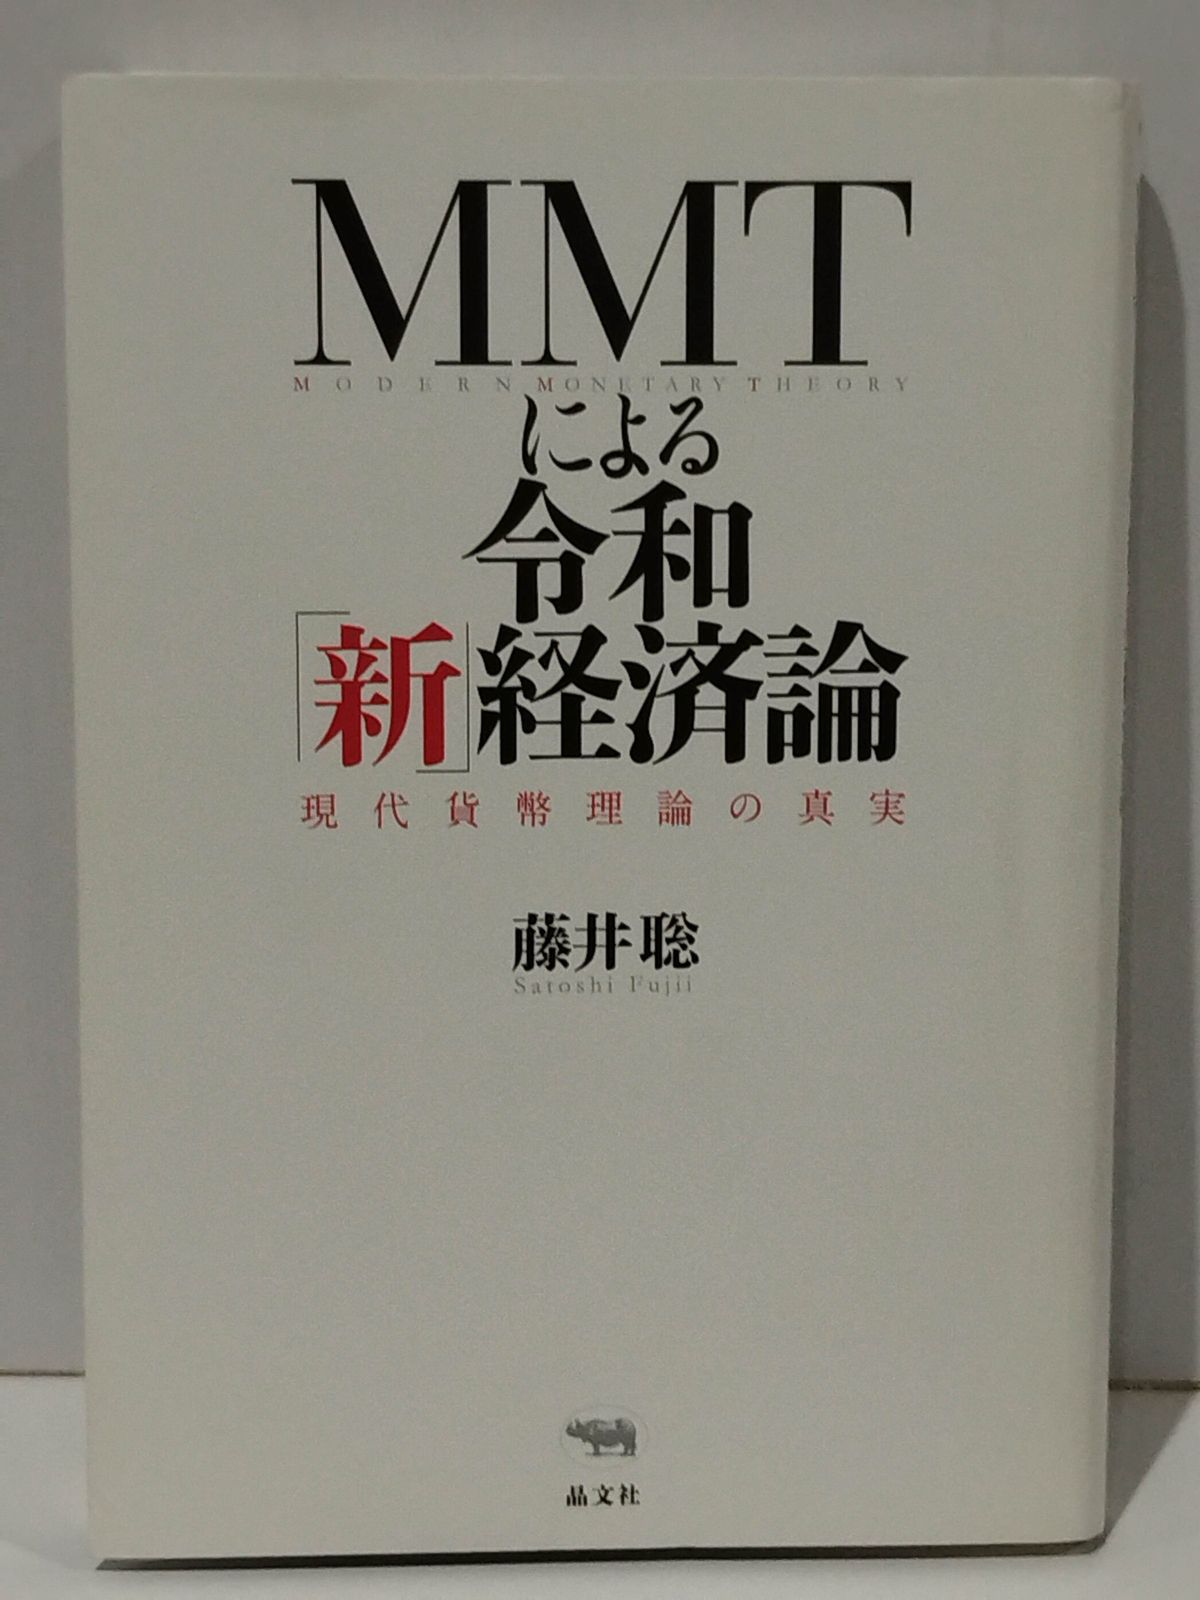 MMT
MODERN MONETARY THEORY
による
令和
「新」経済論
現代貨幣理論の真実
藤井聡
Satoshi Fujii
晶文社